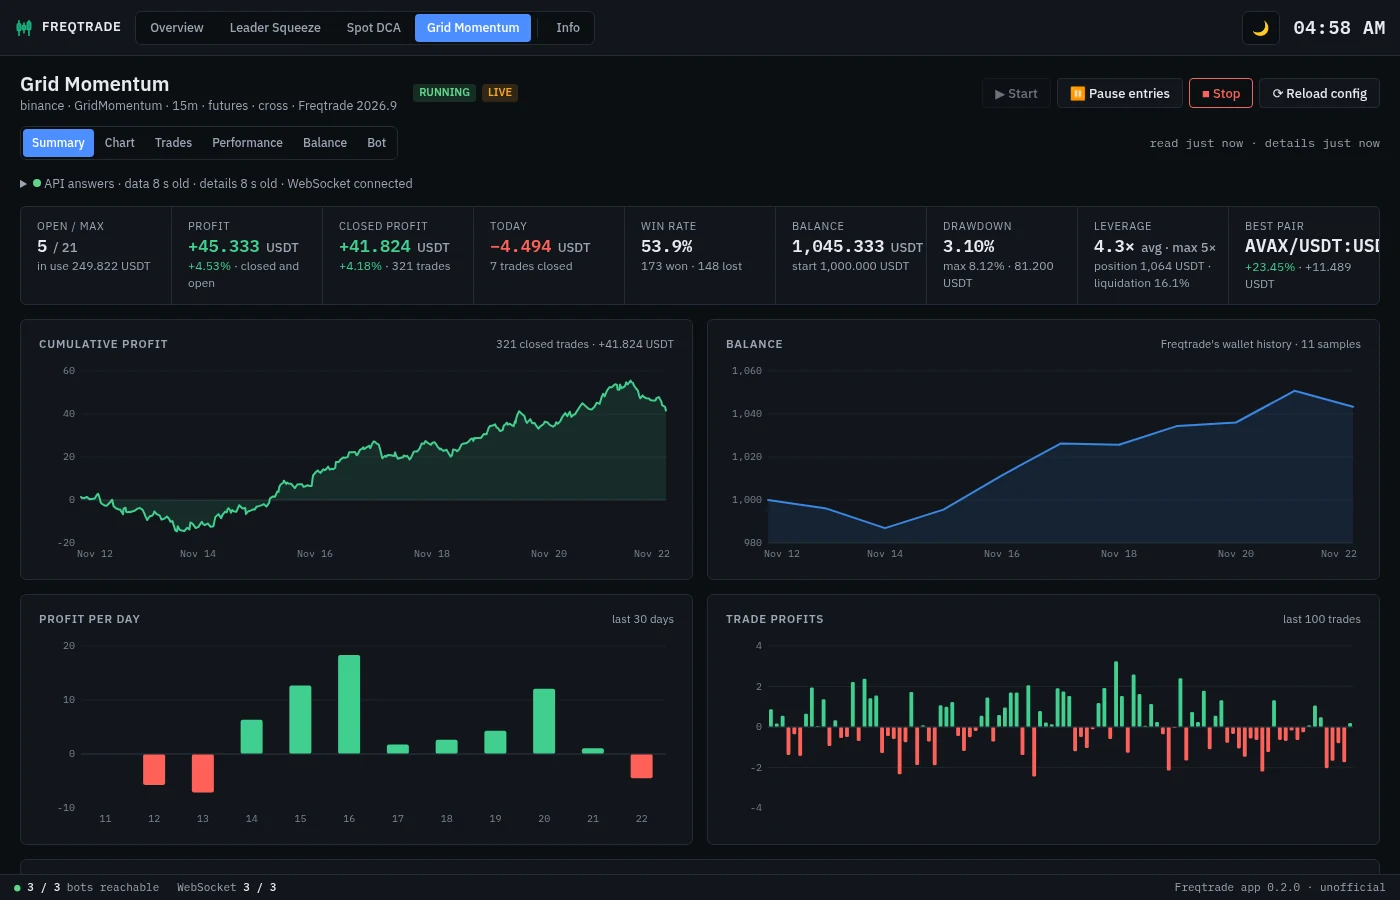 FREQTRADE Overview Leader Squeeze Spot DCA Grid Momentum Info 04:58 AM
Grid Momentum RUNNING LIVE
binance · GridMomentum · 15m · futures · cross · Freqtrade 2026.9
▶ Start ⏸ Pause entries ■ Stop ⟳ Reload config
Summary Chart Trades Performance Balance Bot
read just now · details just now
▶ ● API answers · data 8 s old · details 8 s old · WebSocket connected
OPEN / MAX
5 / 21
in use 249.822 USDT
PROFIT
+45.333 USDT
+4.53% · closed and
open
CLOSED PROFIT
+41.824 USDT
+4.18% · 321 trades
TODAY
−4.494 USDT
7 trades closed
WIN RATE
53.9%
173 won · 148 lost
BALANCE
1,045.333 USDT
start 1,000.000 USDT
DRAWDOWN
3.10%
max 8.12% · 81.200
USDT
LEVERAGE
4.3× avg · max 5×
position 1,064 USDT ·
liquidation 16.1%
BEST PAIR
AVAX/USDT:USD
+23.45% · +11.489
USDT
CUMULATIVE PROFIT 321 closed trades · +41.824 USDT
60
40
20
0
-20
Nov 12 Nov 14 Nov 16 Nov 18 Nov 20 Nov 22
BALANCE Freqtrade's wallet history · 11 samples
1,060
1,040
1,020
1,000
980
Nov 12 Nov 14 Nov 16 Nov 18 Nov 20 Nov 22
PROFIT PER DAY last 30 days
20
10
0
-10
11 12 13 14 15 16 17 18 19 20 21 22
TRADE PROFITS last 100 trades
4
2
0
-2
-4
● 3 / 3 bots reachable WebSocket 3 / 3 Freqtrade app 0.2.0 · unofficial